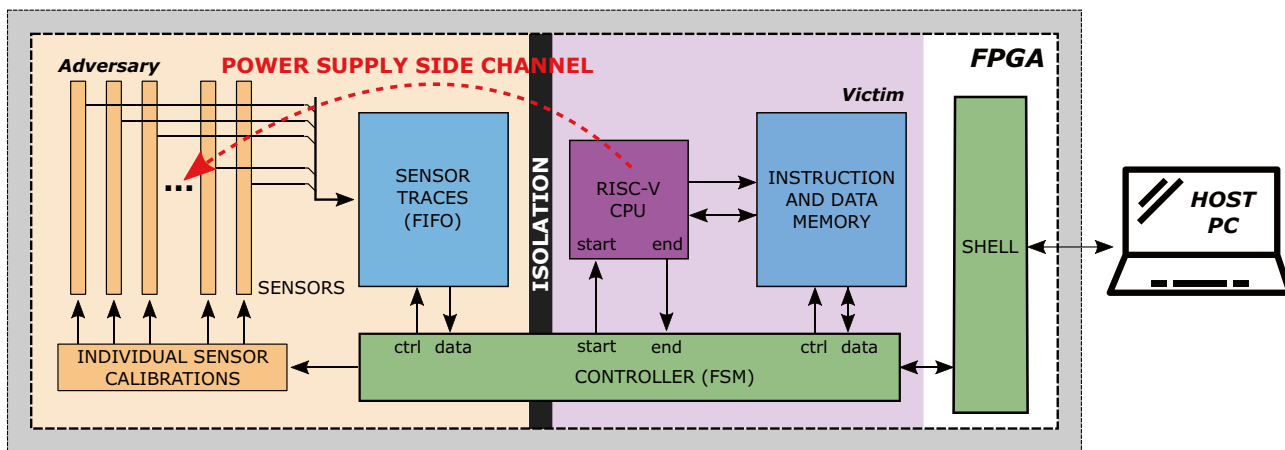 Adversary
POWER SUPPLY SIDE CHANNEL
FPGA
Victim
...
SENSOR
TRACES
(FIFO)
ISOLATION
RISC-V
CPU
start end
INSTRUCTION
AND DATA
MEMORY
SHELL
HOST
PC
SENSORS
INDIVIDUAL SENSOR
CALIBRATIONS
ctrl data
start end
ctrl data
CONTROLLER (FSM)